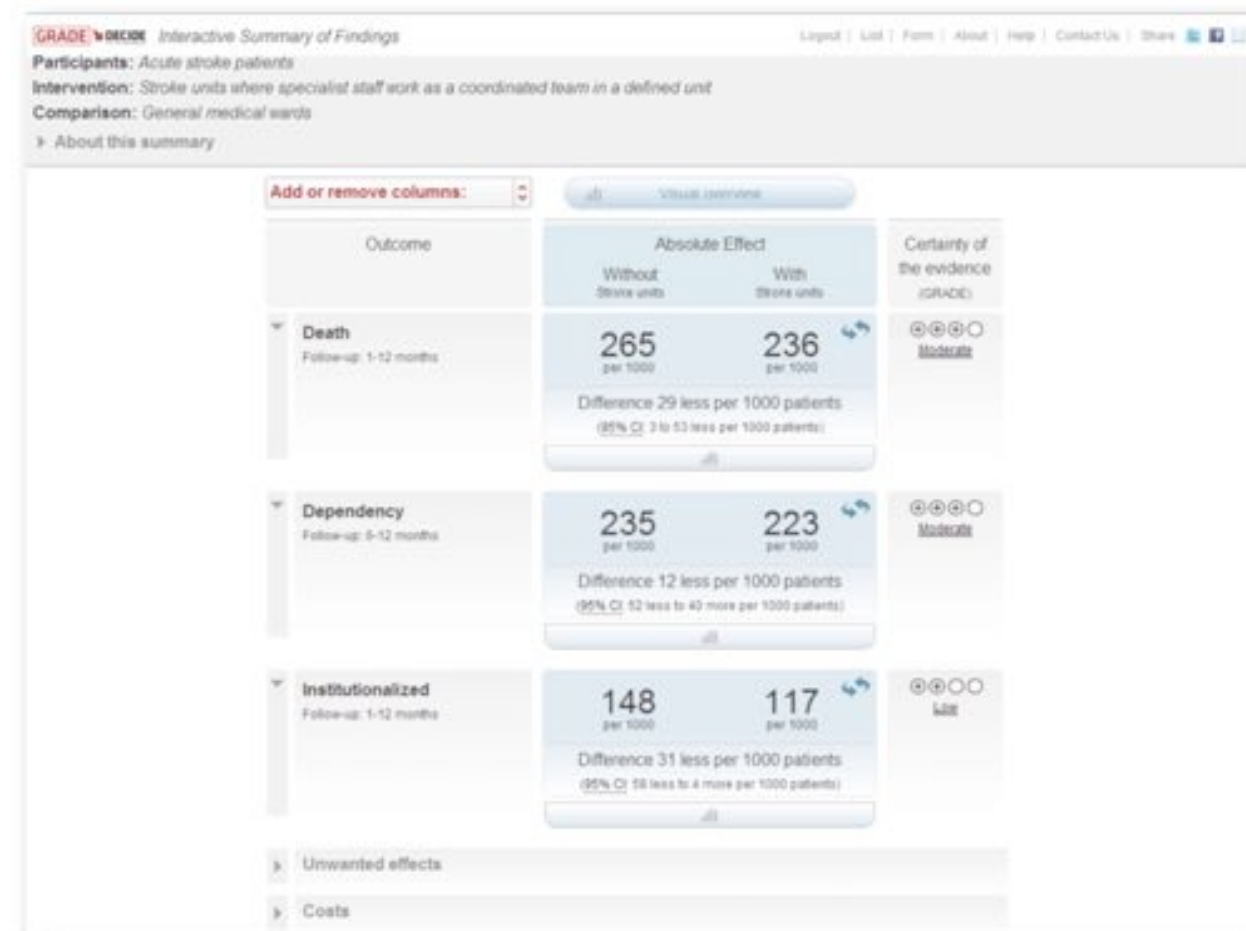 GRADE DECIDE Interactive Summary of Findings
Logout | List | Form | About | Help | Contact Us | Share
Participants: Acute stroke patients
Intervention: Stroke units where specialist staff work as a coordinated team in a defined unit
Comparison: General medical wards
About this summary
Add or remove columns:
Visual overview
Outcome
Absolute Effect
Certainty of
the evidence
(GRADE)
Without
Stroke units
With
Stroke units
Death
Follow-up: 1-12 months
265
per 1000
236
per 1000
Moderate
Difference 29 less per 1000 patients
(95% CI: 3 to 53 less per 1000 patients)
Dependency
Follow-up: 6-12 months
235
per 1000
223
per 1000
Moderate
Difference 12 less per 1000 patients
(95% CI: 52 less to 40 more per 1000 patients)
Institutionalized
Follow-up: 1-12 months
148
per 1000
117
per 1000
Low
Difference 31 less per 1000 patients
(95% CI: 58 less to 4 more per 1000 patients)
Unwanted effects
Costs